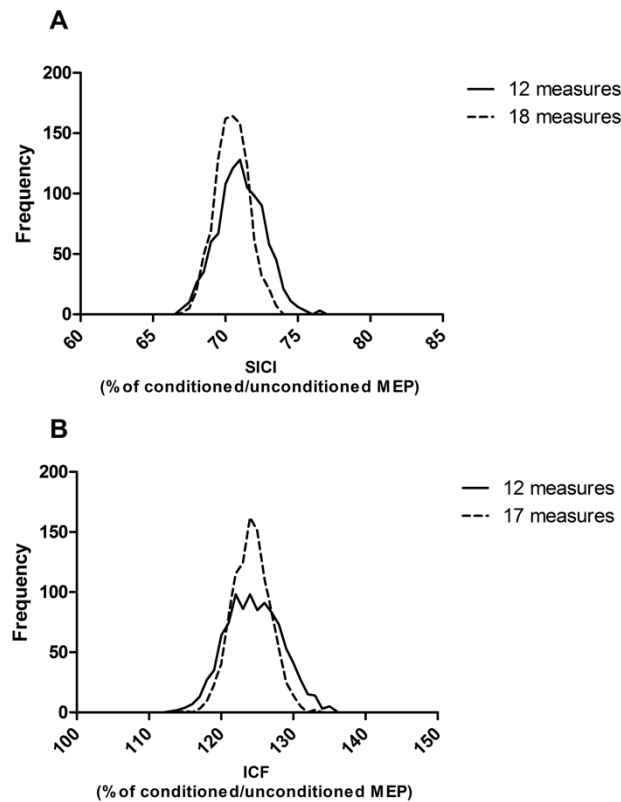 A
200
150
100
50
0
Frequency
60
65
70
75
80
85
SICI
(% of conditioned/unconditioned MEP)
12 measures
18 measures
B
200
150
100
50
0
Frequency
100
110
120
130
140
150
ICF
(% of conditioned/unconditioned MEP)
12 measures
17 measures